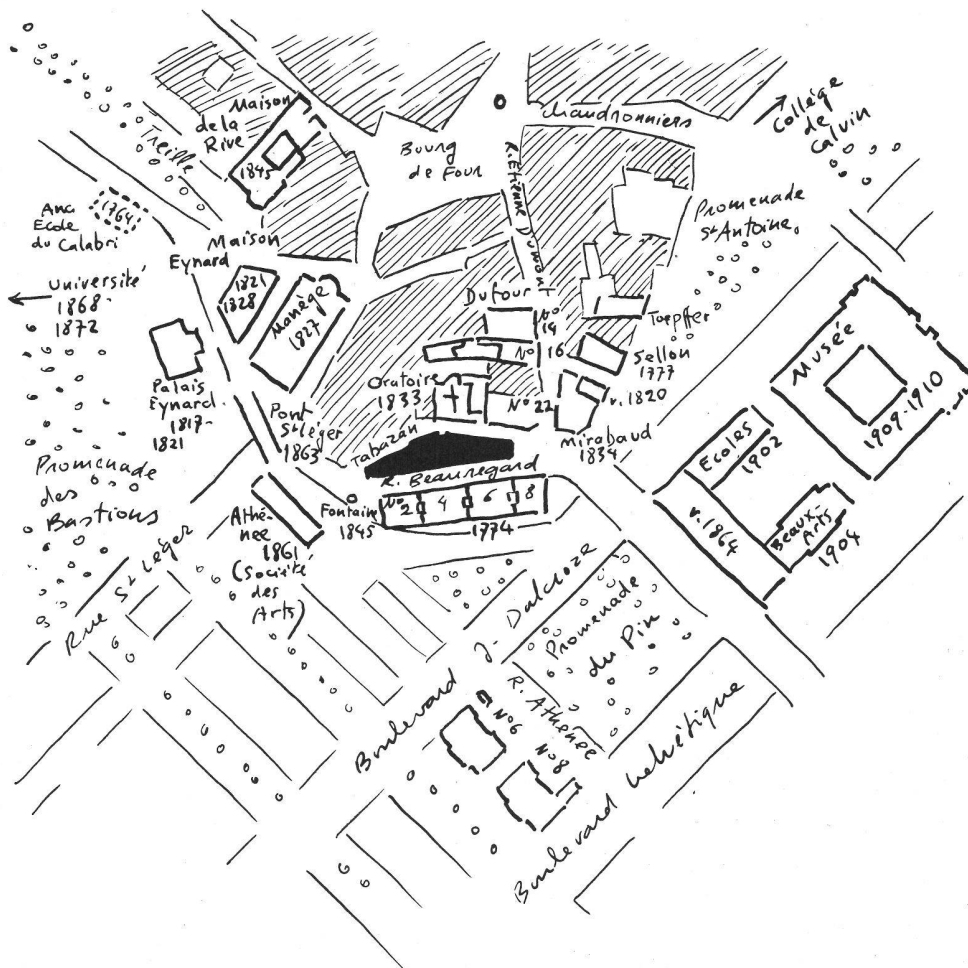 Maison
de la
Rive
1845
Treille
Anc
Ecole
du Calabri
1764
Maison
Eynard
1821
1828
Université
1868
1872
Manège
1827
Palais
Eynard
1817-
1821
Promenade
des
Bastions
Pont
St Léger
1863
Bourg
de Four
Chaudronniers
Collège
de
Calvin
R. Etienne Dumont
Promenade
St Antoine
Dufour
No
14
No 16
Toepffer
Sellon
1777
v. 1820
Oratoire
1833
No 22
Mirabaud
1834
Tabazan
R. Beauregard
No
2 4 6 8
1774
Fontaine
1845
Athé-
née
1861
(Société
des
Arts)
Rue St Léger
Musée
1909-1910
Ecoles
1902
v. 1864
Beaux-
Arts
1904
Boulevard J. Dalcroze
Promenade
du Pin
R. Athénée
No 6
No 8
Boulevard helvétique